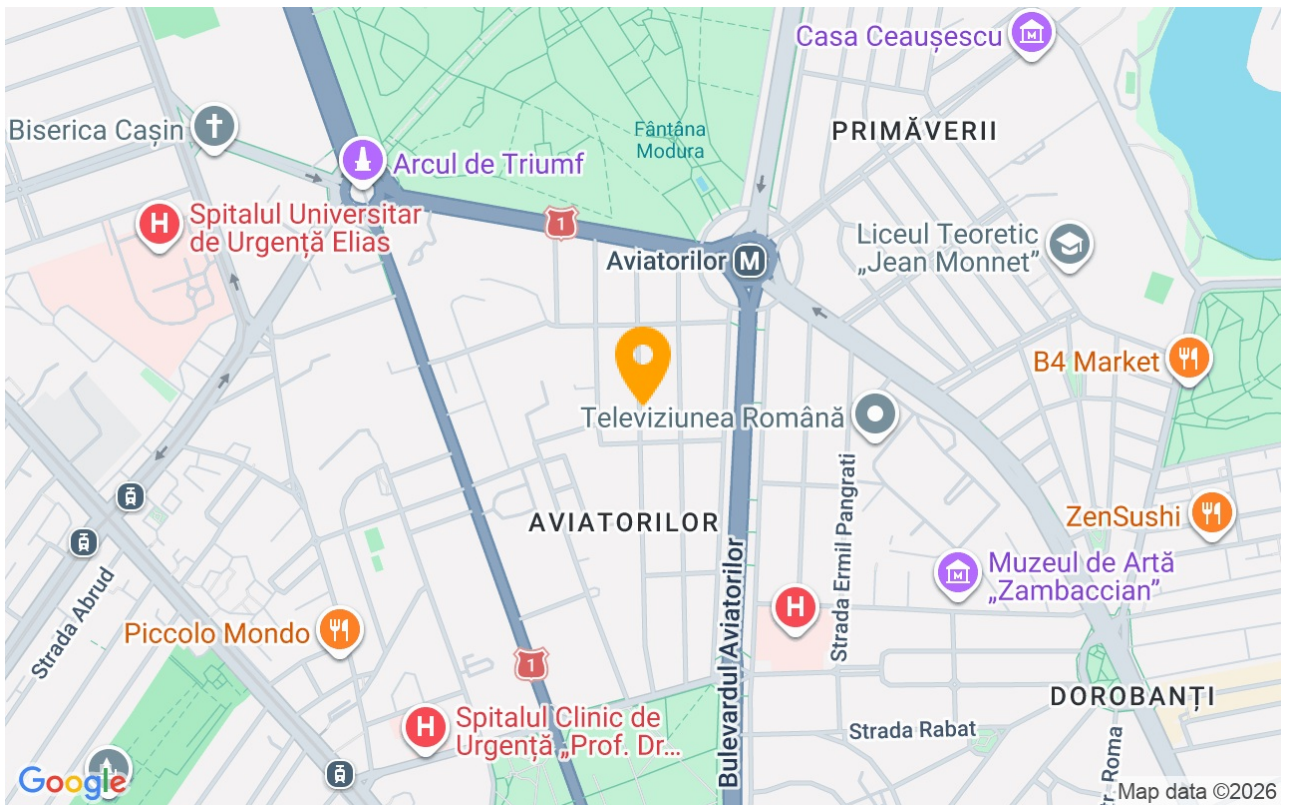 Casa Ceaușescu
Biserica Cașin
Fântâna
Modura
PRIMĂVERII
Arcul de Triumf
Spitalul Universitar
de Urgență Elias
1
Liceul Teoretic
„Jean Monnet”
Aviatorilor
M
B4 Market
Televiziunea Română
Strada Ermil Pangrati
ZenSushi
AVIATORILOR
Bulevardul Aviatorilor
Muzeul de Artă
„Zambaccian”
H
H
Strada Abrud
Piccolo Mondo
1
DOROBANȚI
H
Spitalul Clinic de
Urgență „Prof. Dr...
Strada Rabat
r. Roma
Google
Map data ©2026